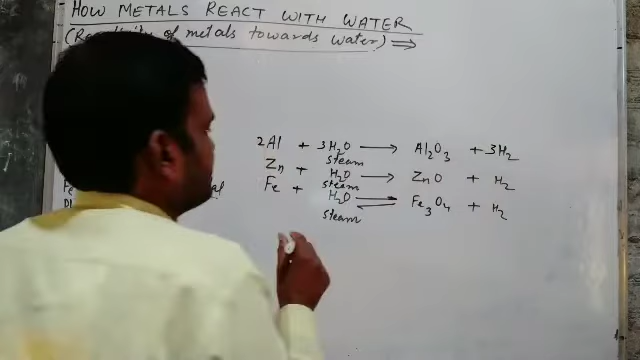 HOW METALS REACT WITH WATER
(Reactivity of metals towards water) ⇒
2Al + 3H₂O → Al₂O₃ + 3H₂
steam
Zn + H₂O → ZnO + H₂
steam
Fe + H₂O ⇌ Fe₃O₄ + H₂
steam